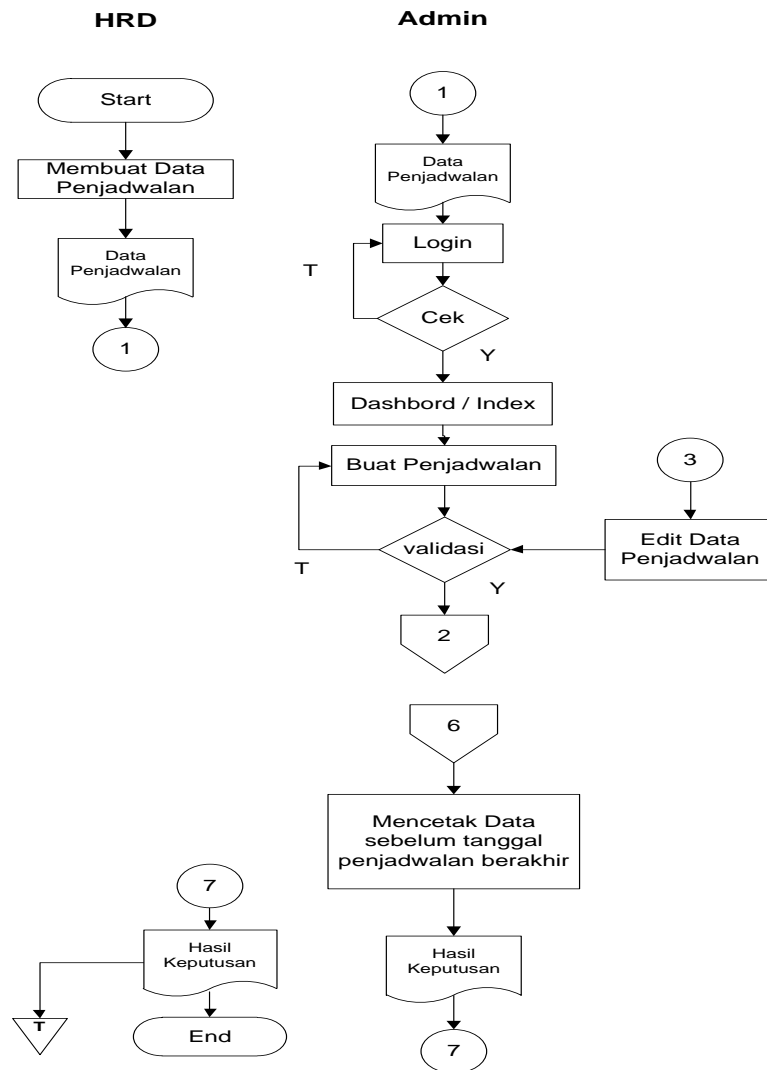 HRD
Admin
Start
Membuat Data
Penjadwalan
Data
Penjadwalan
1
1
Data
Penjadwalan
Login
T
Cek
Y
Dashbord / Index
Buat Penjadwalan
3
validasi
Edit Data
Penjadwalan
T
Y
2
6
Mencetak Data
sebelum tanggal
penjadwalan berakhir
7
Hasil
Keputusan
T
End
Hasil
Keputusan
7